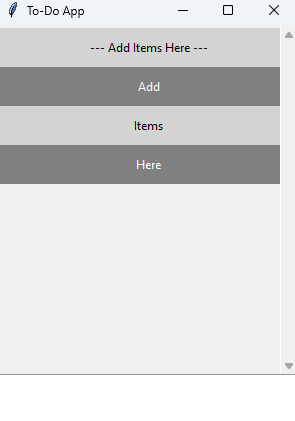 To-Do App
--- Add Items Here ---
Add
Items
Here